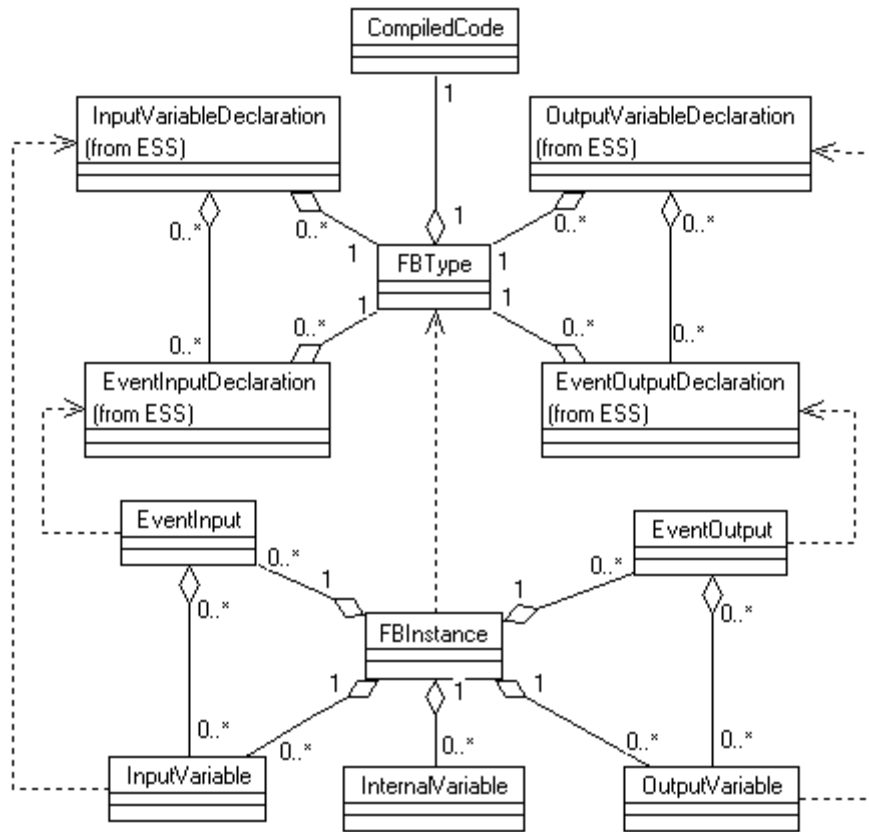 CompiledCode
1
InputVariableDeclaration
(from ESS)
OutputVariableDeclaration
(from ESS)
0..*
0..*
1
0..*
0..*
1
FBType
1
1
1
0..*
0..*
0..*
0..*
EventInputDeclaration
(from ESS)
EventOutputDeclaration
(from ESS)
EventInput
EventOutput
0..*
1
1
0..*
0..*
0..*
FBInstance
1
1
1
0..*
0..*
0..*
0..*
0..*
InputVariable
InternalVariable
OutputVariable